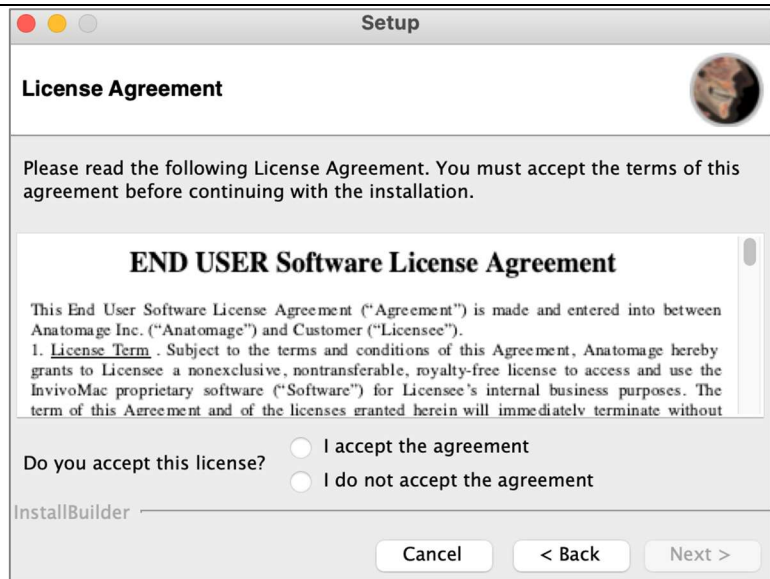 Setup
License Agreement
Please read the following License Agreement. You must accept the terms of this
agreement before continuing with the installation.
END USER Software License Agreement
This End User Software License Agreement (“Agreement”) is made and entered into between
Anatomage Inc. (“Anatomage”) and Customer (“Licensee”).
1. License Term . Subject to the terms and conditions of this Agreement, Anatomage hereby
grants to Licensee a nonexclusive, nontransferable, royalty-free license to access and use the
InvivoMac proprietary software (“Software”) for Licensee’s internal business purposes. The
term of this Agreement and of the licenses granted herein will immediately terminate without
Do you accept this license?
I accept the agreement
I do not accept the agreement
InstallBuilder
Cancel
< Back
Next >